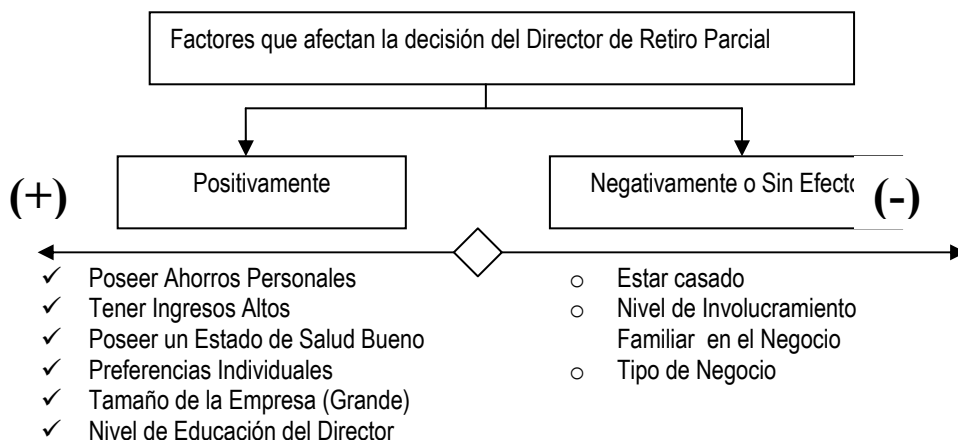 Factores que afectan la decisión del Director de Retiro Parcial
Positivamente
Negativamente o Sin Efecto
(+)
(-)
✓ Poseer Ahorros Personales
✓ Tener Ingresos Altos
✓ Poseer un Estado de Salud Bueno
✓ Preferencias Individuales
✓ Tamaño de la Empresa (Grande)
✓ Nivel de Educación del Director
o Estar casado
o Nivel de Involucramiento
Familiar en el Negocio
o Tipo de Negocio